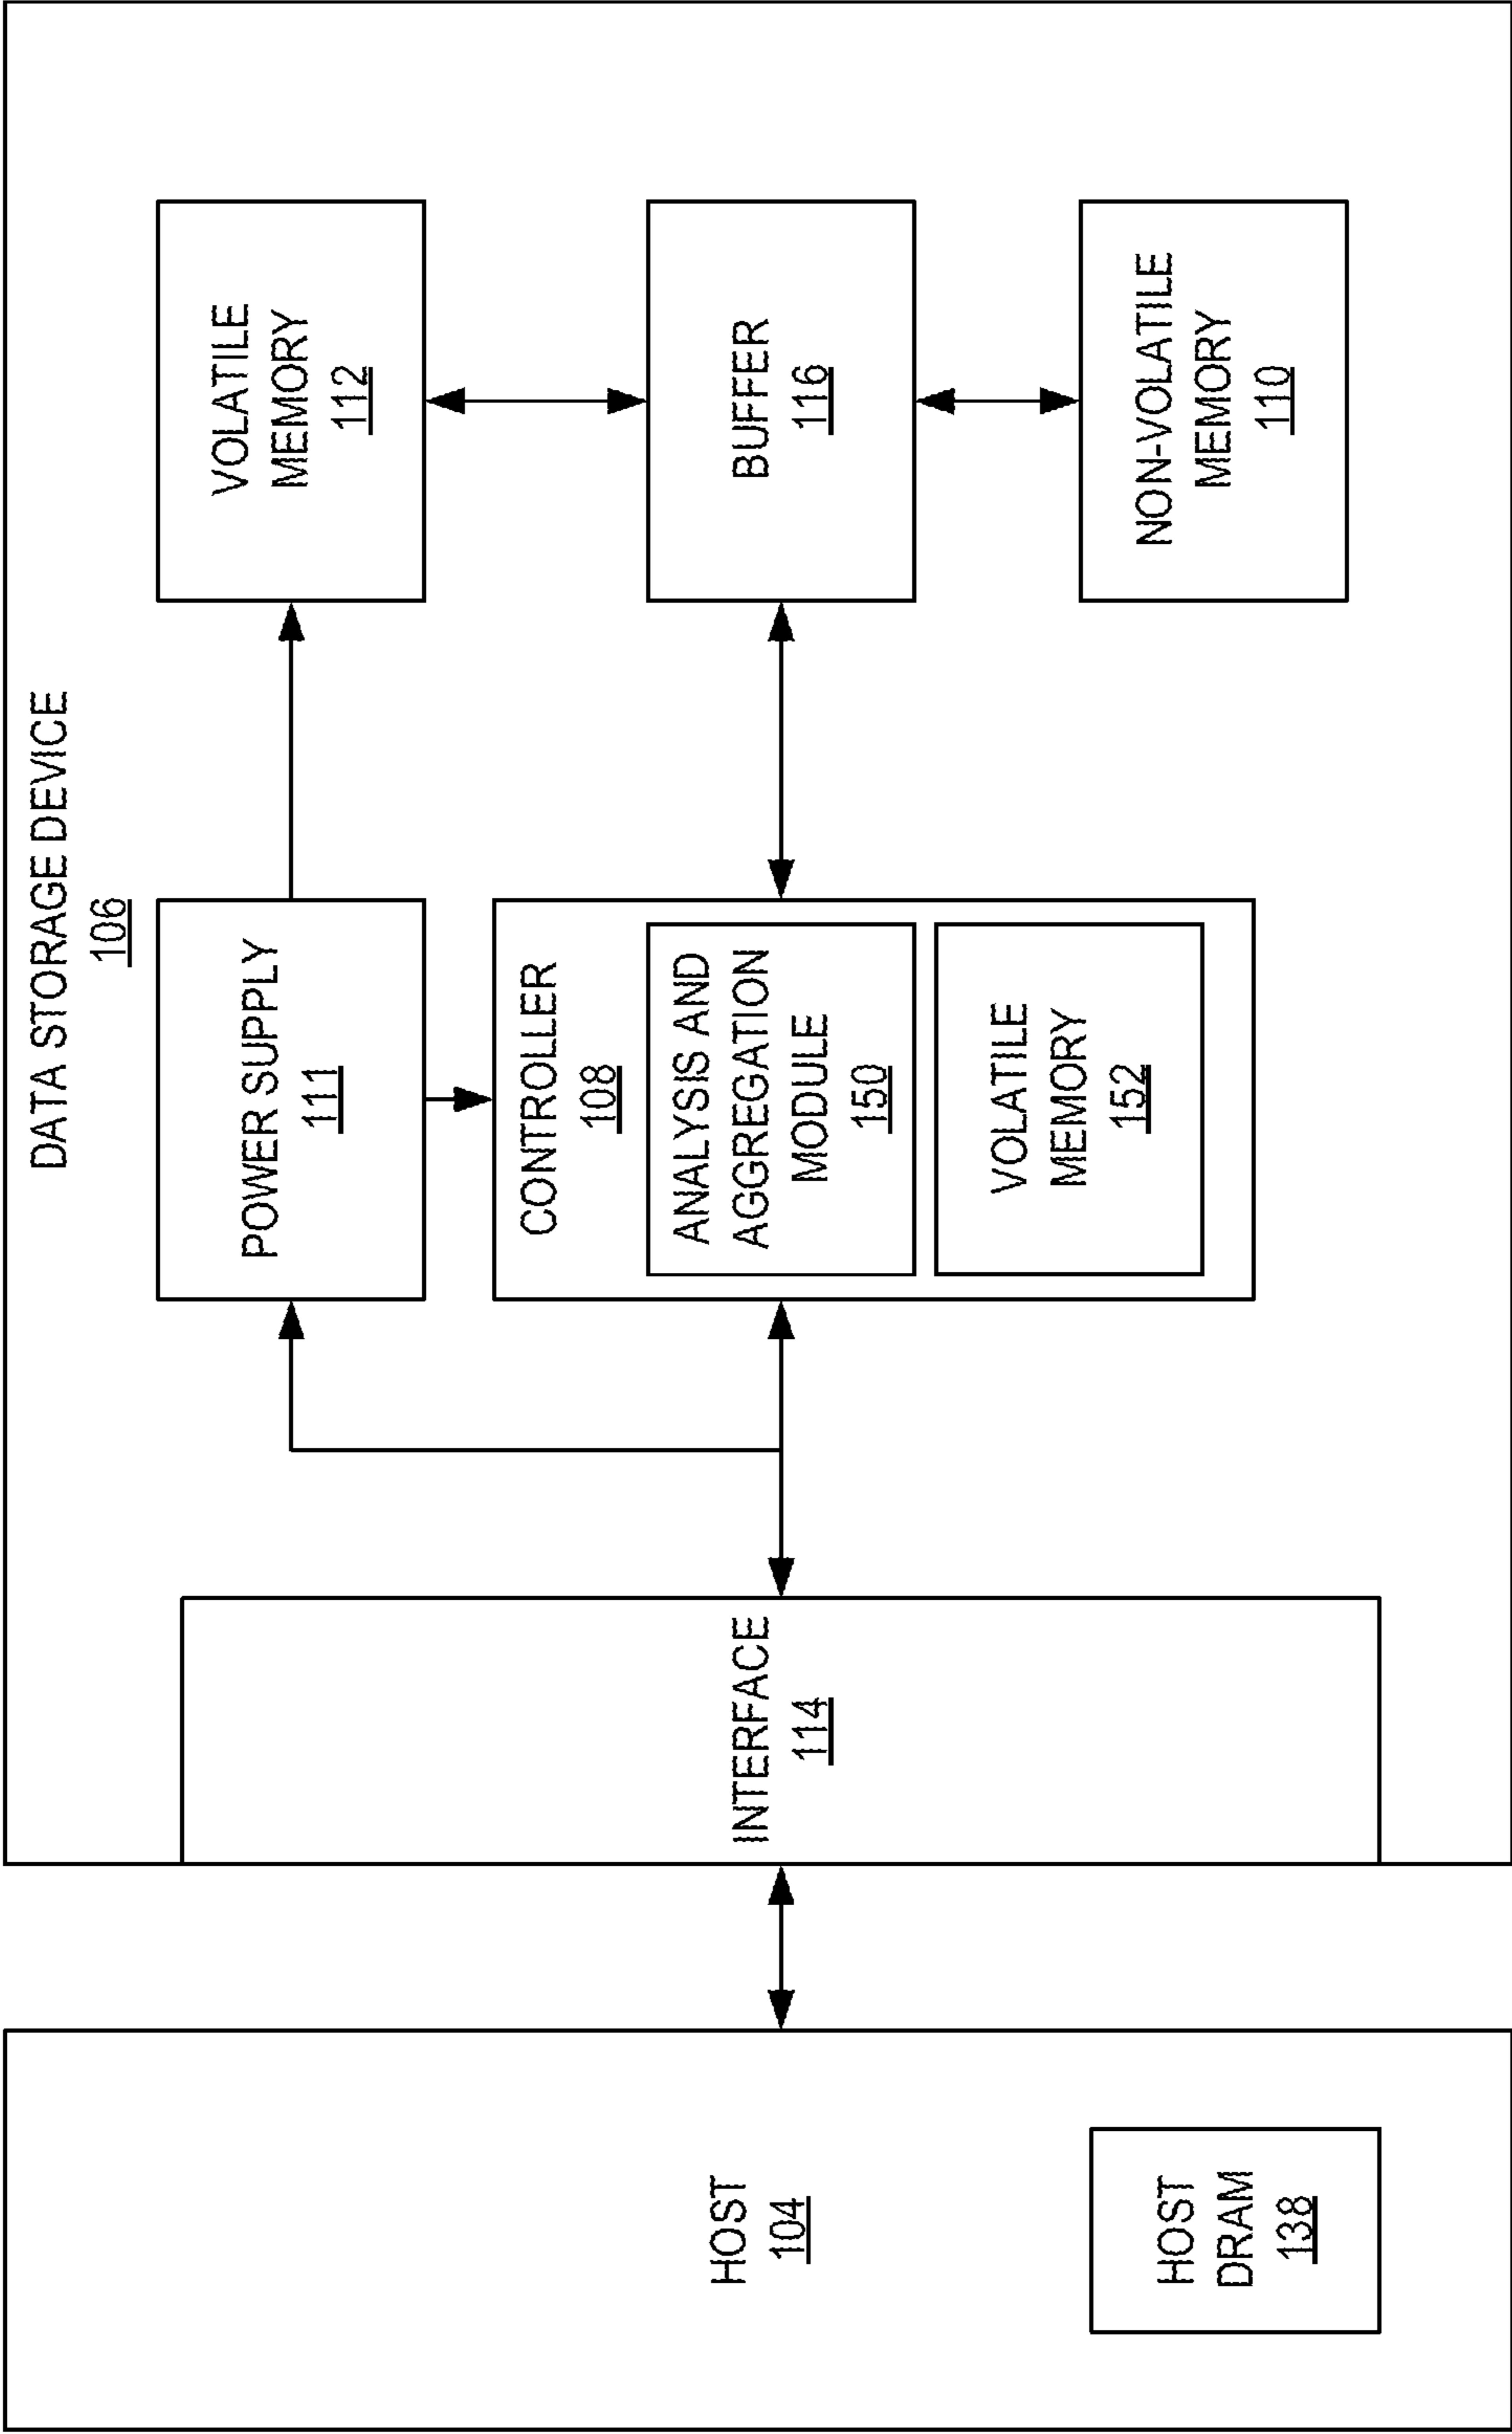 DATA STORAGE DEVICE
106
HOST
104
HOST
DRAM
138
INTERFACE
114
POWER SUPPLY
111
CONTROLLER
108
ANALYSIS AND
AGGREGATION
MODULE
150
VOLATILE
MEMORY
152
VOLATILE
MEMORY
112
BUFFER
116
NON-VOLATILE
MEMORY
110